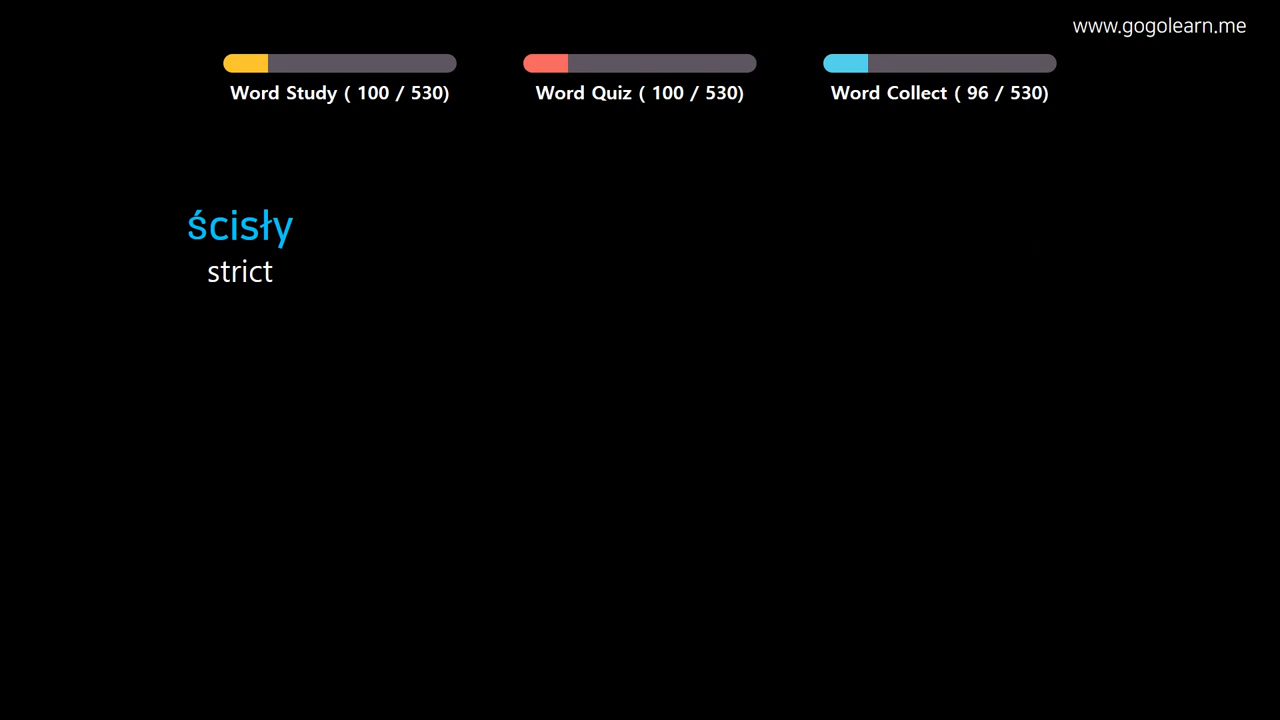 www.gogolearn.me
Word Study ( 100 / 530)
Word Quiz ( 100 / 530)
Word Collect ( 96 / 530)
ścisły
strict